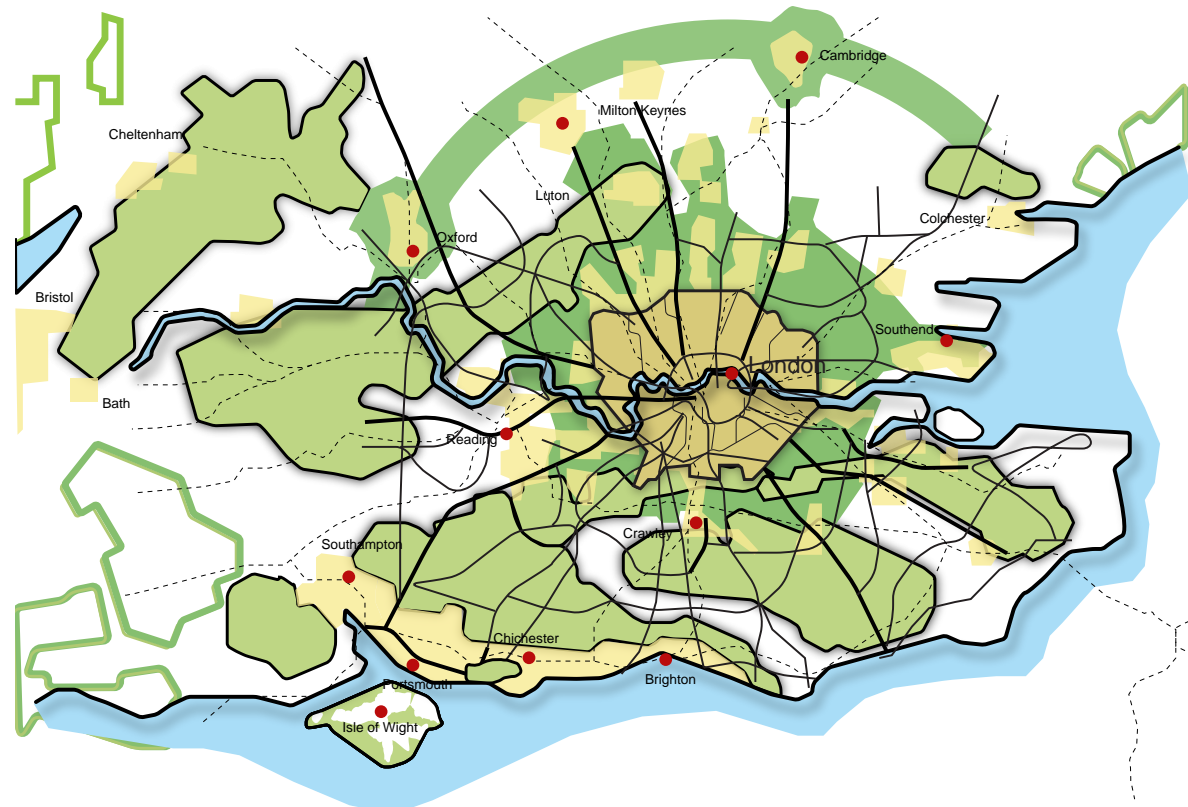 Cambridge
Milton Keynes
Cheltenham
Luton
Colchester
Oxford
Bristol
Southend
London
Bath
Reading
Crawley
Southampton
Chichester
Brighton
Portsmouth
Isle of Wight